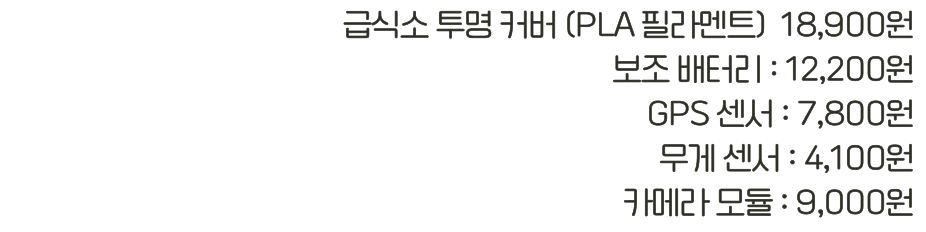 급식소 투명 커버 (PLA 필라멘트) 18,900원
보조 배터리 : 12,200원
GPS 센서 : 7,800원
무게 센서 : 4,100원
카메라 모듈 : 9,000원